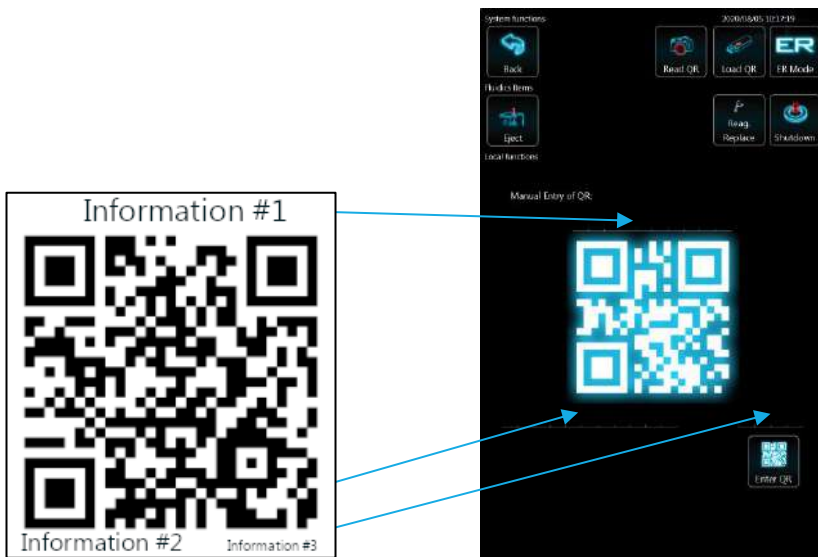 Information #1
Information #2
Information #3
System functions
2020/08/05 10:17:19
Back
Read QR
Load QR
ER
ER Mode
Fluidics Items
Eject
Reag.
Replace
Shutdown
Local functions
Manual Entry of QR:
Enter QR